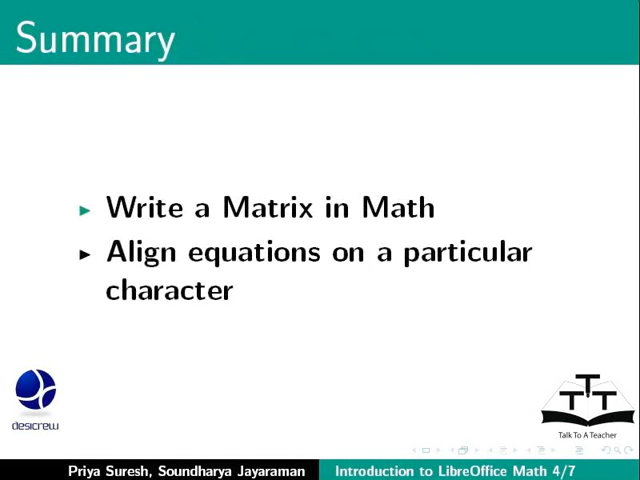 Summary
Write a Matrix in Math
Align equations on a particular
character
desicrew
T T T
Talk To A Teacher
Priya Suresh, Soundharya Jayaraman
Introduction to LibreOffice Math 4/7